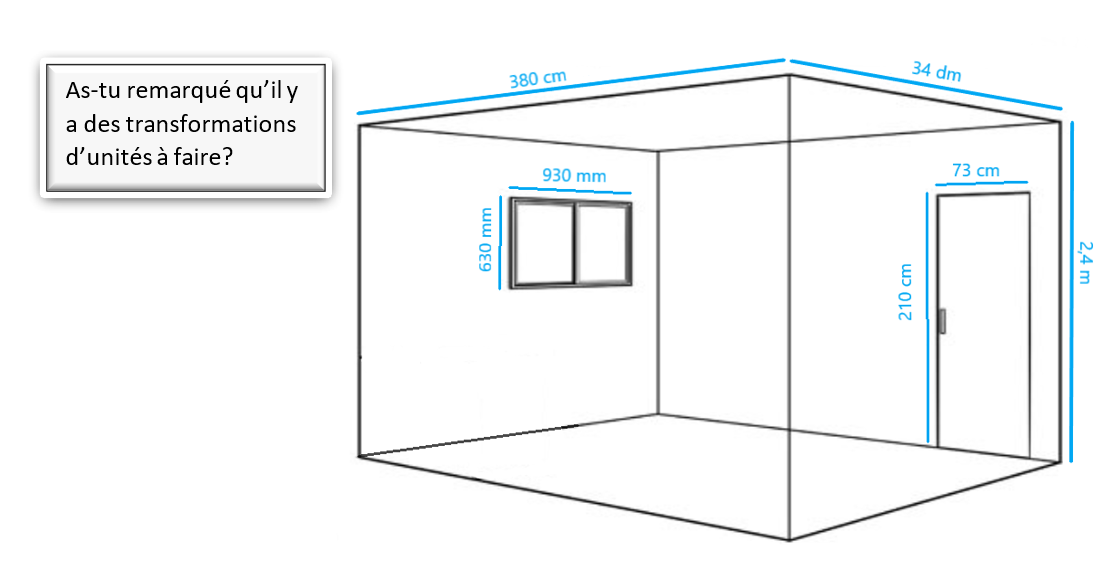 As-tu remarqué qu’il y
a des transformations
d’unités à faire?
380 cm
34 dm
930 mm
630 mm
73 cm
210 cm
2,4 m